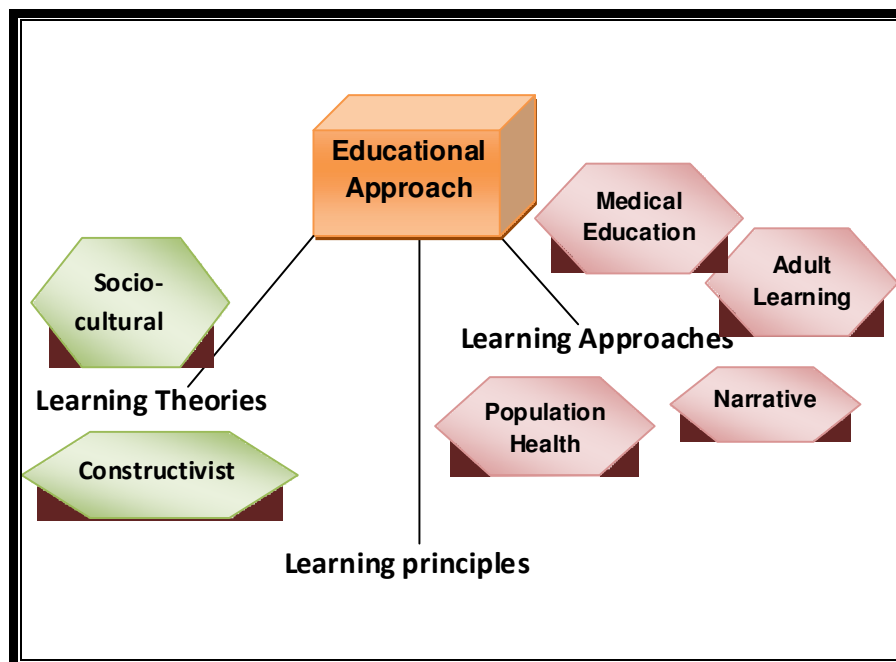 Educational
Approach
Medical
Education
Adult
Learning
Socio-
cultural
Learning Approaches
Learning Theories
Population
Health
Narrative
Constructivist
Learning principles